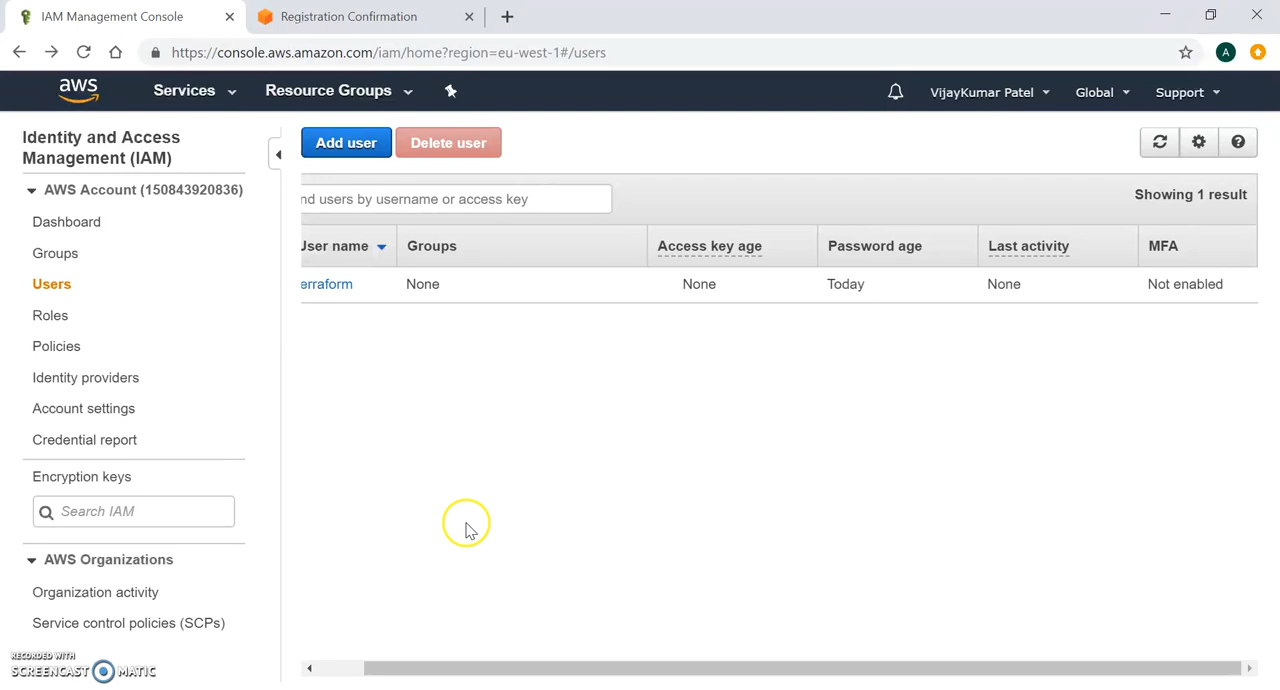 IAM Management Console
Registration Confirmation
https://console.aws.amazon.com/iam/home?region=eu-west-1#/users
A
aws
Services
Resource Groups
VijayKumar Patel
Global
Support
Identity and Access
Management (IAM)
AWS Account (150843920836)
Dashboard
Groups
Users
Roles
Policies
Identity providers
Account settings
Credential report
Encryption keys
Search IAM
AWS Organizations
Organization activity
Service control policies (SCPs)
Add user
Delete user
nd users by username or access key
Showing 1 result
User name
Groups
Access key age
Password age
Last activity
MFA
erraform
None
None
Today
None
Not enabled
RECORDED WITH
SCREENCAST MATIC